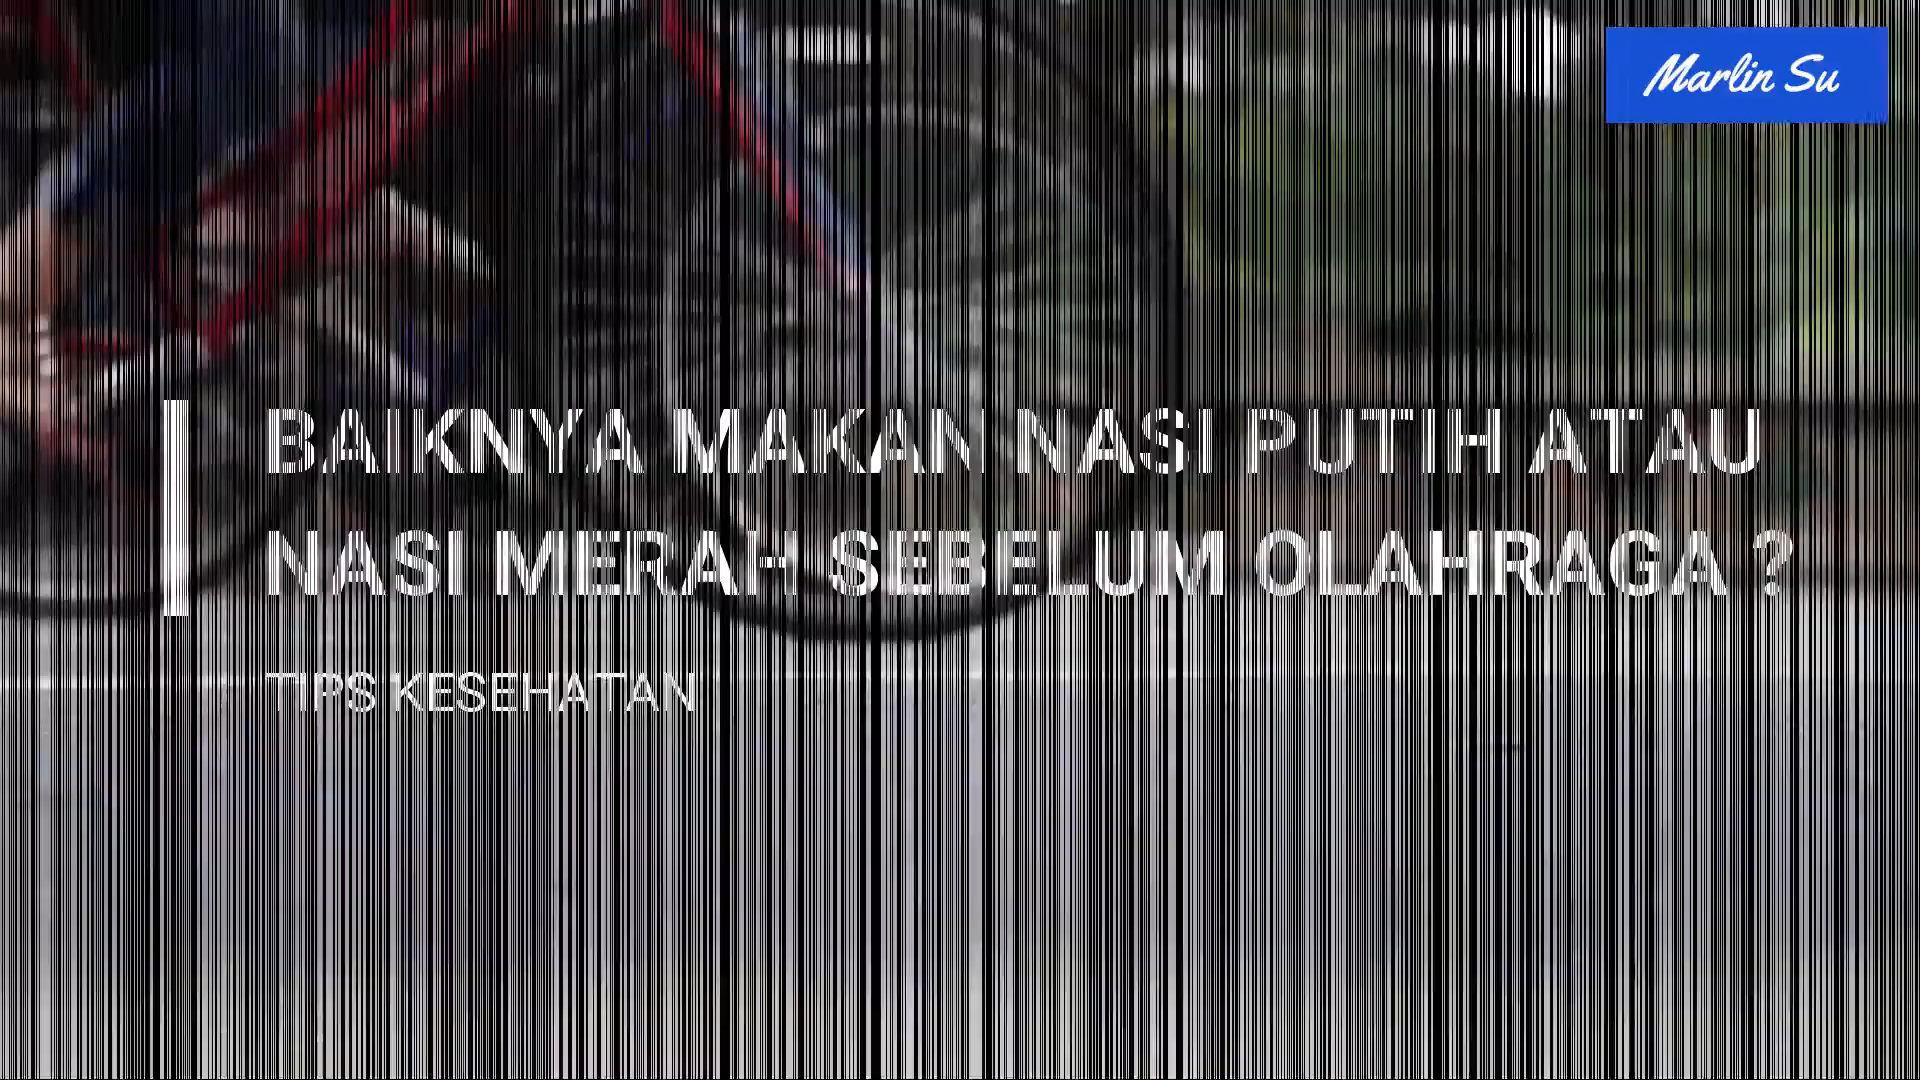 Marlin Su
BAIKNYA MAKAN NASI PUTIH ATAU
NASI MERAH SEBELUM OLAHRAGA ?
TIPS KESEHATAN